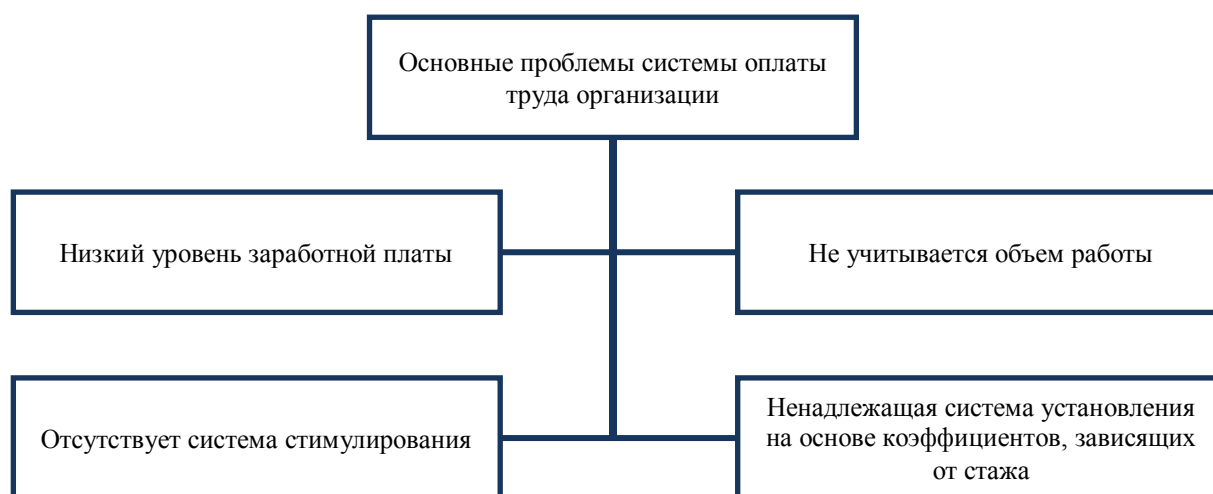 Основные проблемы системы оплаты
труда организации
Низкий уровень заработной платы
Не учитывается объем работы
Отсутствует система стимулирования
Ненадлежащая система установления
на основе коэффициентов, зависящих
от стажа